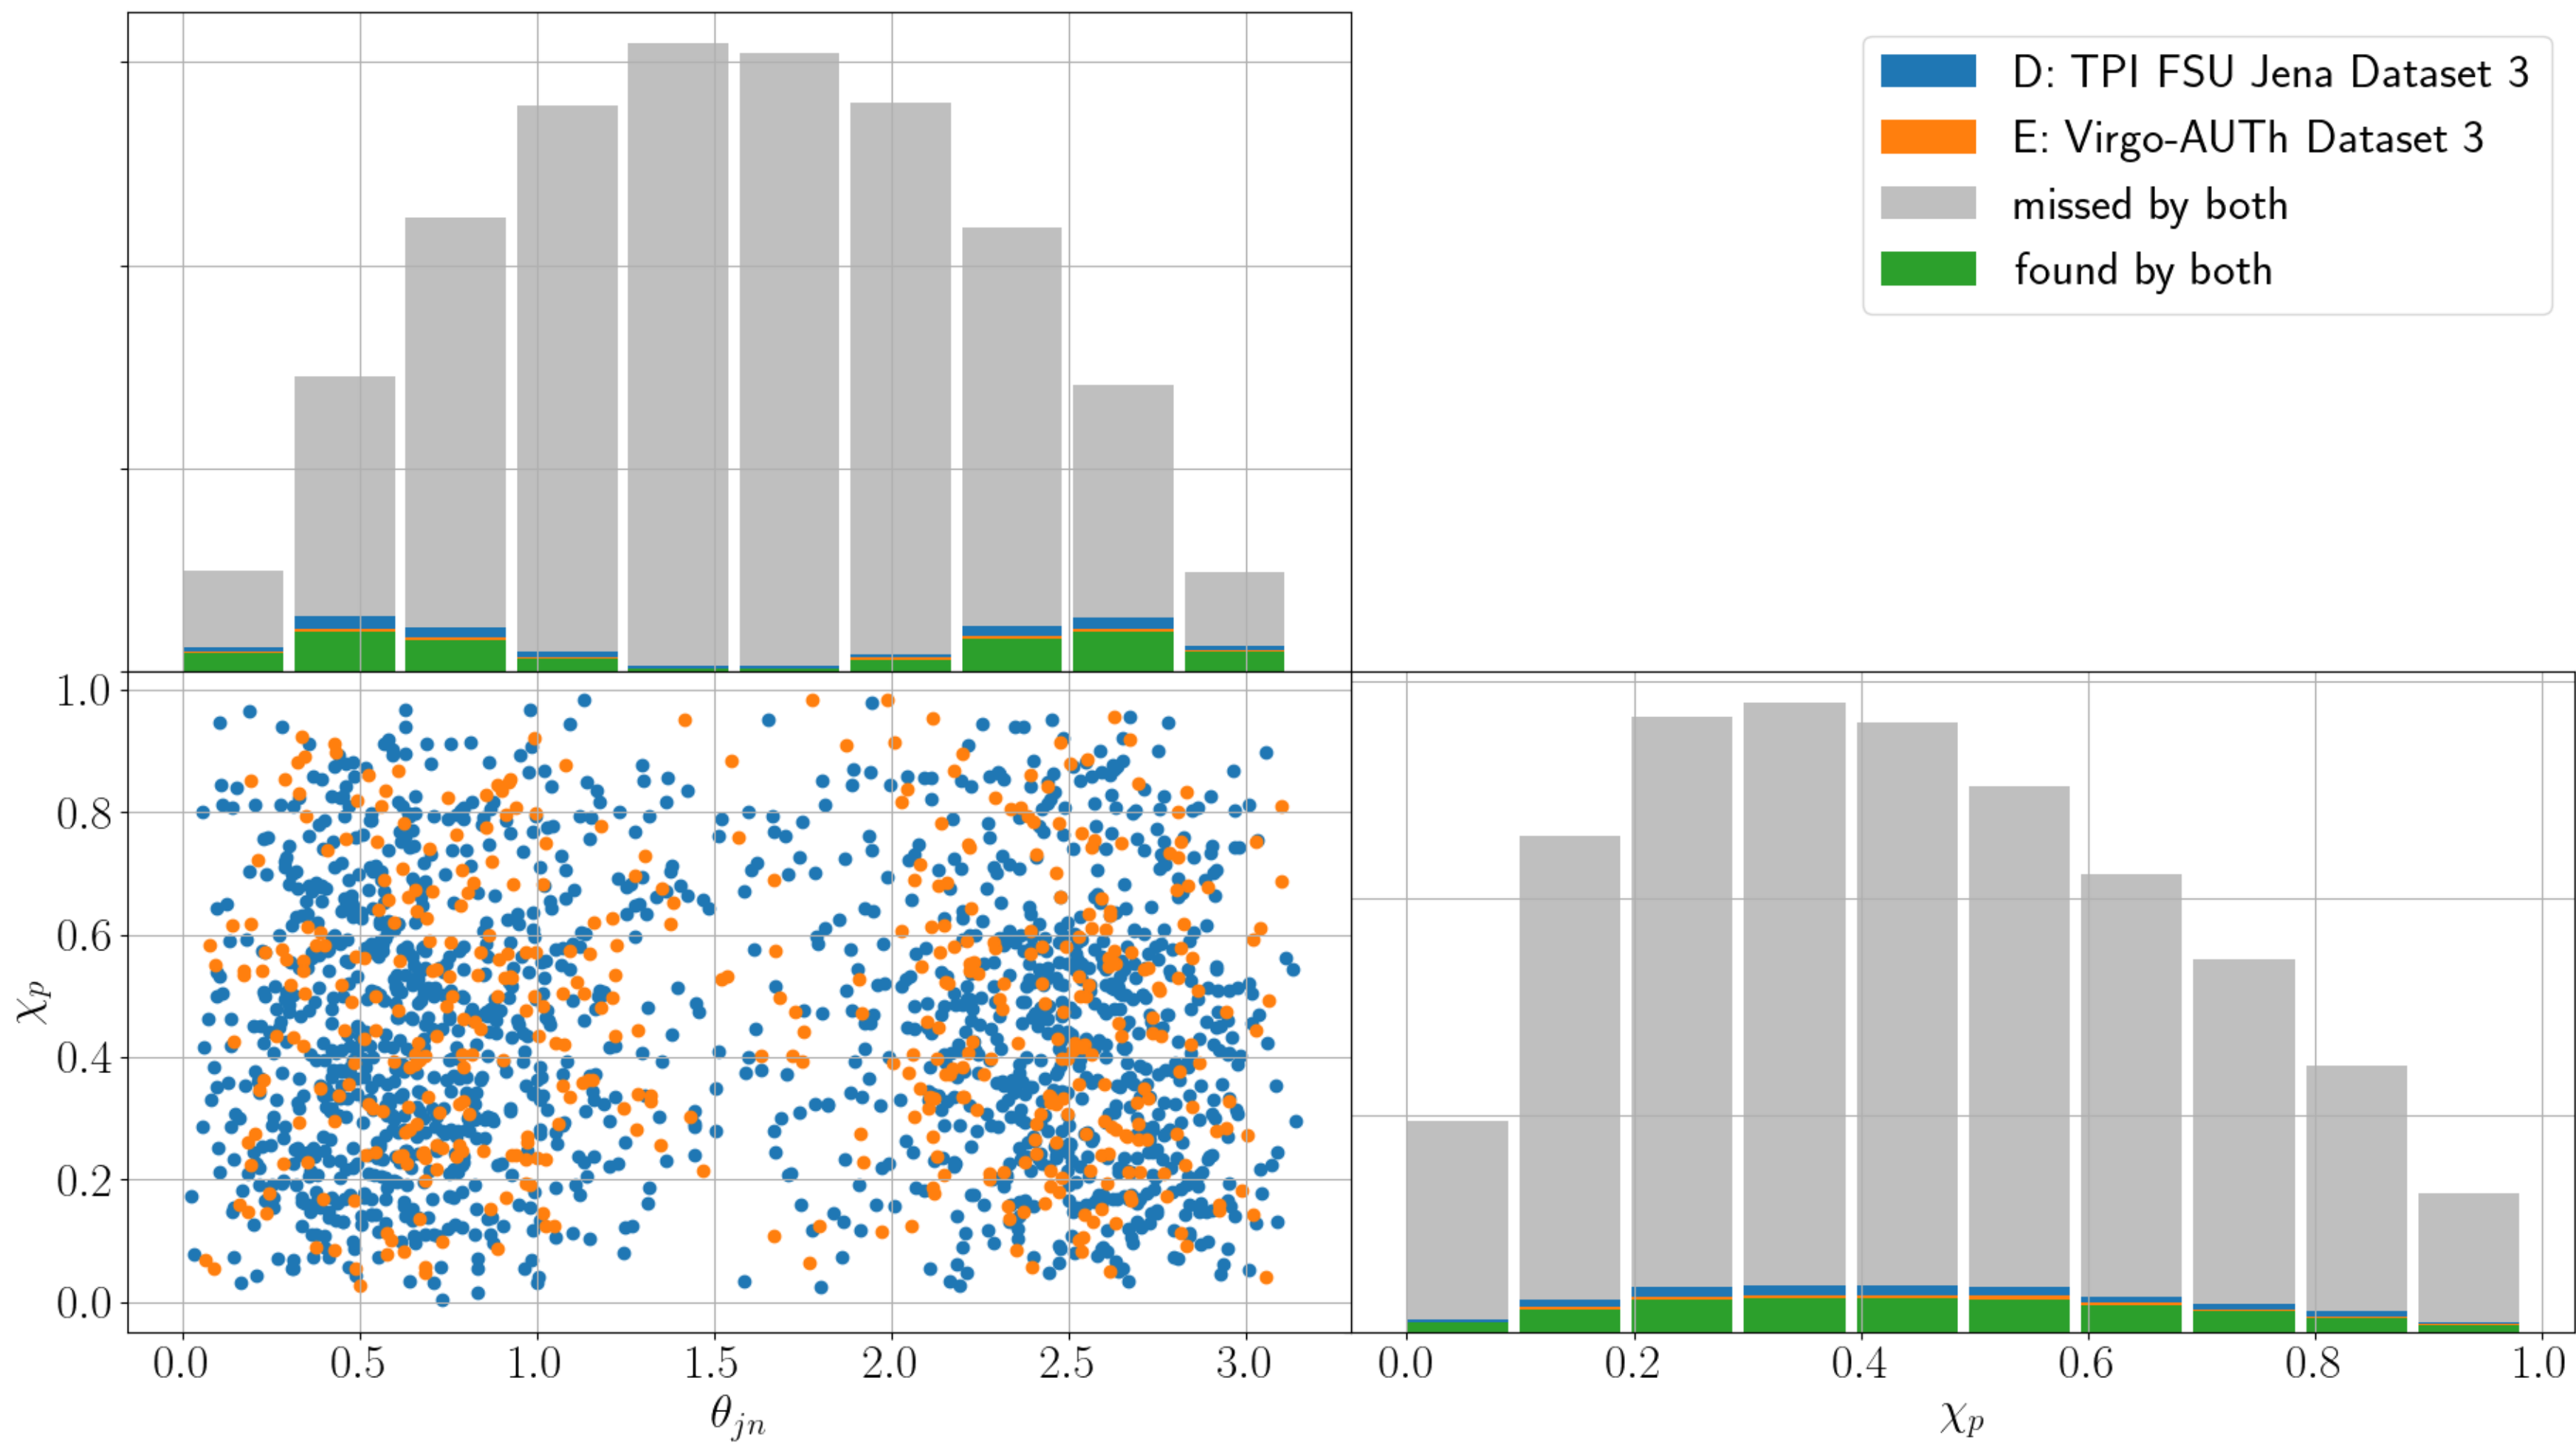 D: TPI FSU Jena Dataset 3
E: Virgo-AUTh Dataset 3
missed by both
found by both
1.0
0.8
0.6
0.4
0.2
0.0
χp
0.0 0.5 1.0 1.5 2.0 2.5 3.0
θjn
0.0 0.2 0.4 0.6 0.8 1.0
χp